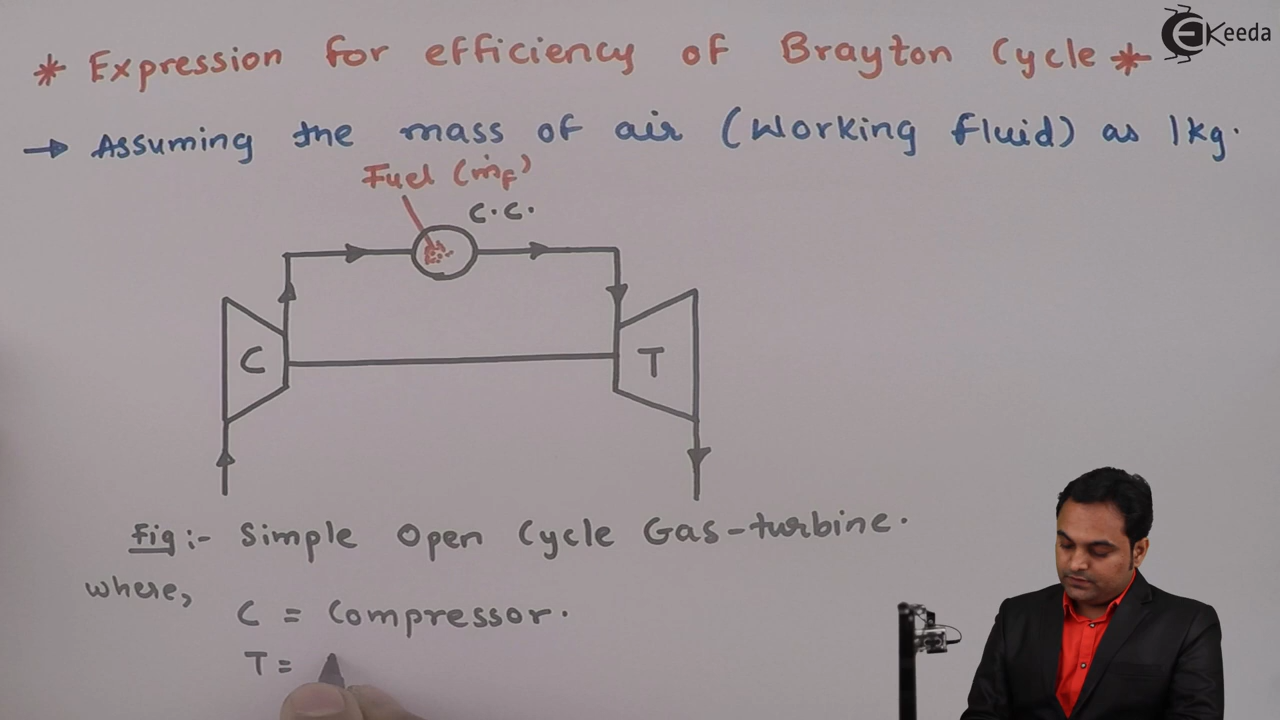 EKeeda
* Expression for efficiency of Brayton Cycle *
→ Assuming the mass of air (Working fluid) as 1kg.
Fuel (ṁF)
C.C.
C
T
Fig:- Simple Open Cycle Gas-turbine.
where,
C = Compressor.
T =